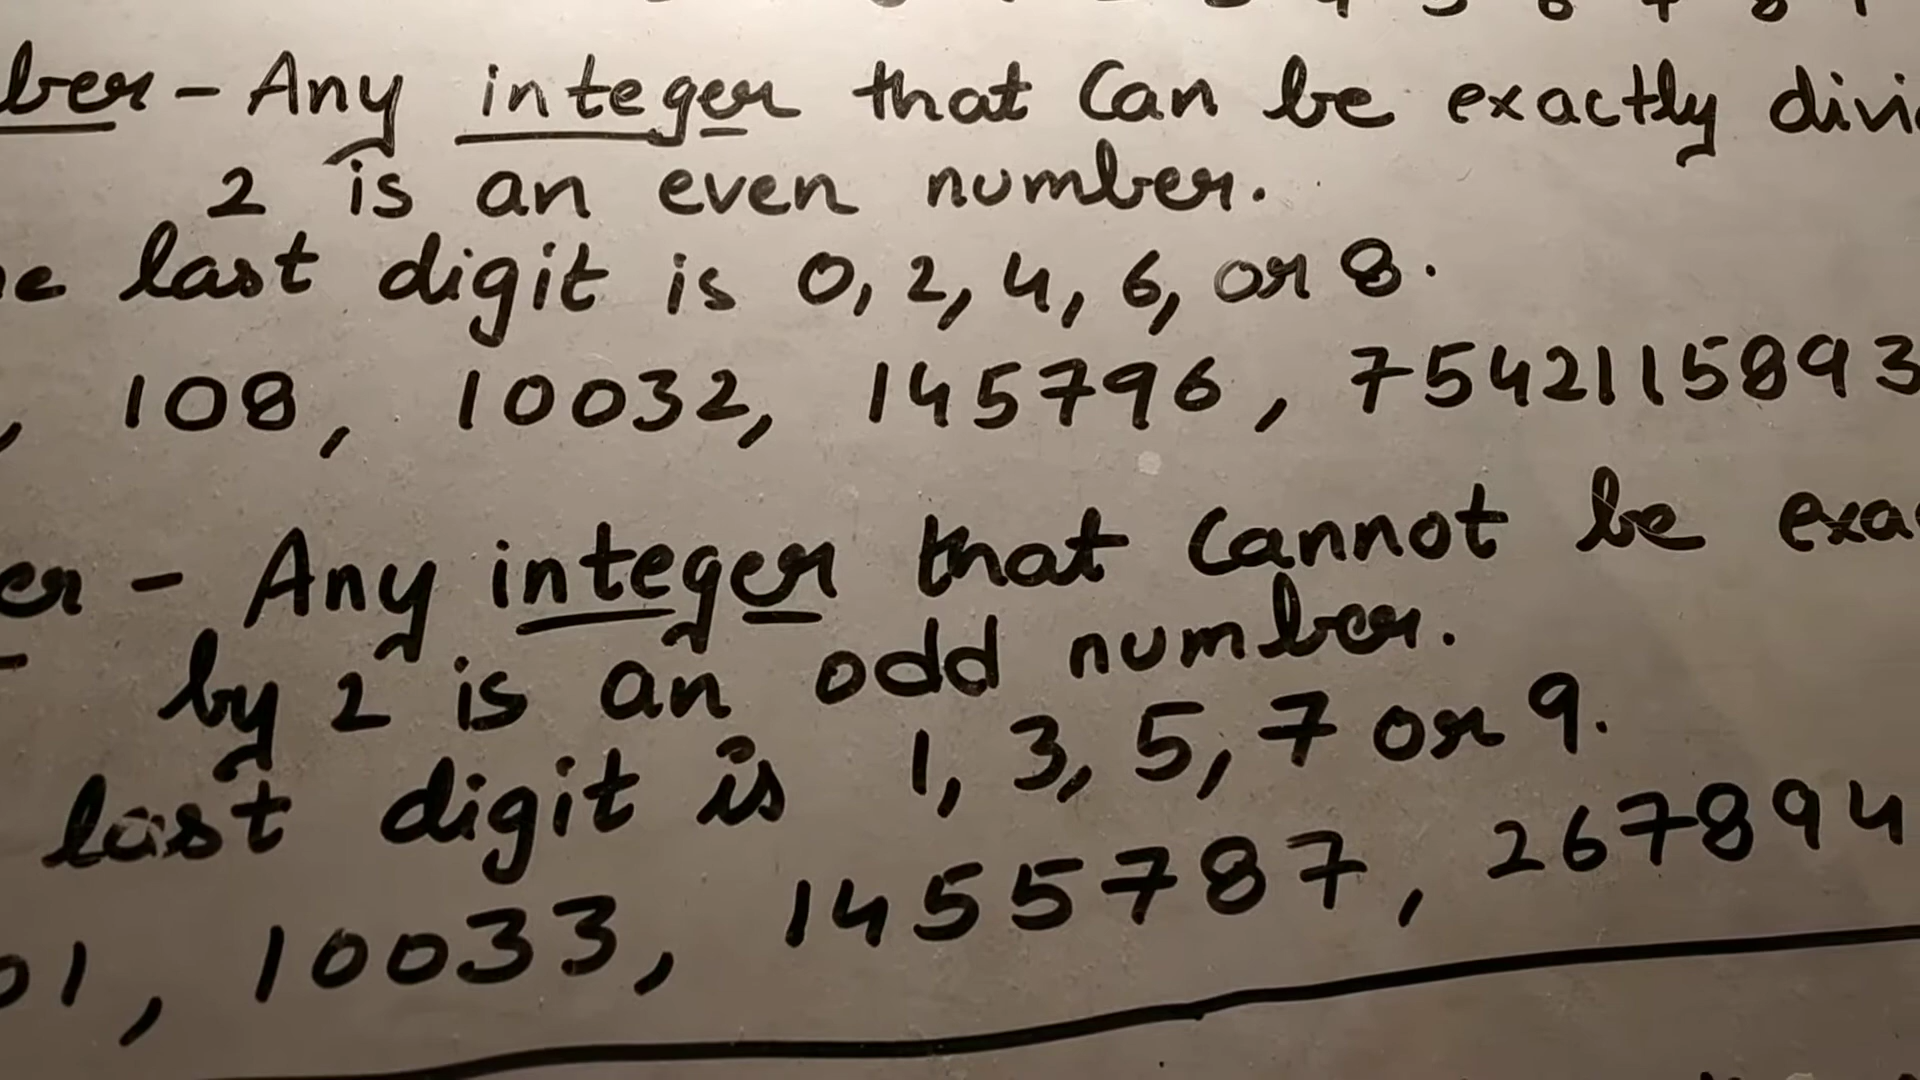 ber - Any integer that Can be exactly divi
2 is an even number.
e last digit is 0, 2, 4, 6, or 8.
, 108, 10032, 145796, 7542115893
er - Any integer that cannot be exa
by 2 is an odd number.
last digit is 1, 3, 5, 7 or 9.
01, 10033, 1455787, 267894